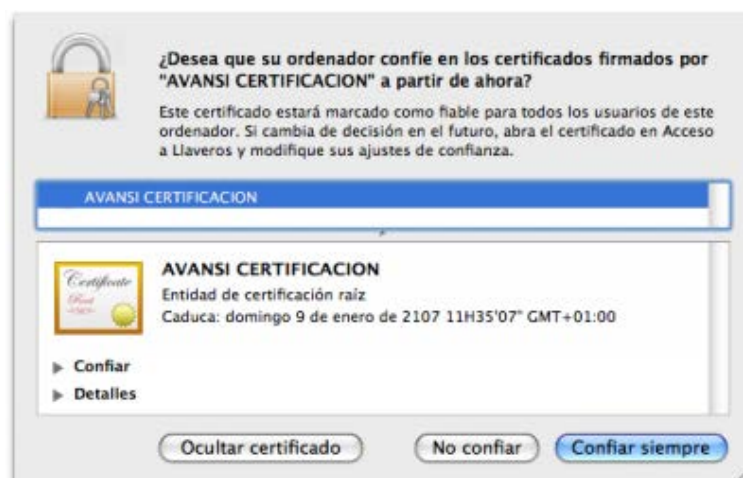 ¿Desea que su ordenador confíe en los certificados firmados por
"AVANSI CERTIFICACION" a partir de ahora?
Este certificado estará marcado como fiable para todos los usuarios de este
ordenador. Si cambia de decisión en el futuro, abra el certificado en Acceso
a Llaveros y modifique sus ajustes de confianza.
AVANSI CERTIFICACION
Certificate
Root
AVANSI CERTIFICACION
Entidad de certificación raíz
Caduca: domingo 9 de enero de 2107 11H35'07" GMT+01:00
Confiar
Detalles
Ocultar certificado
No confiar
Confiar siempre